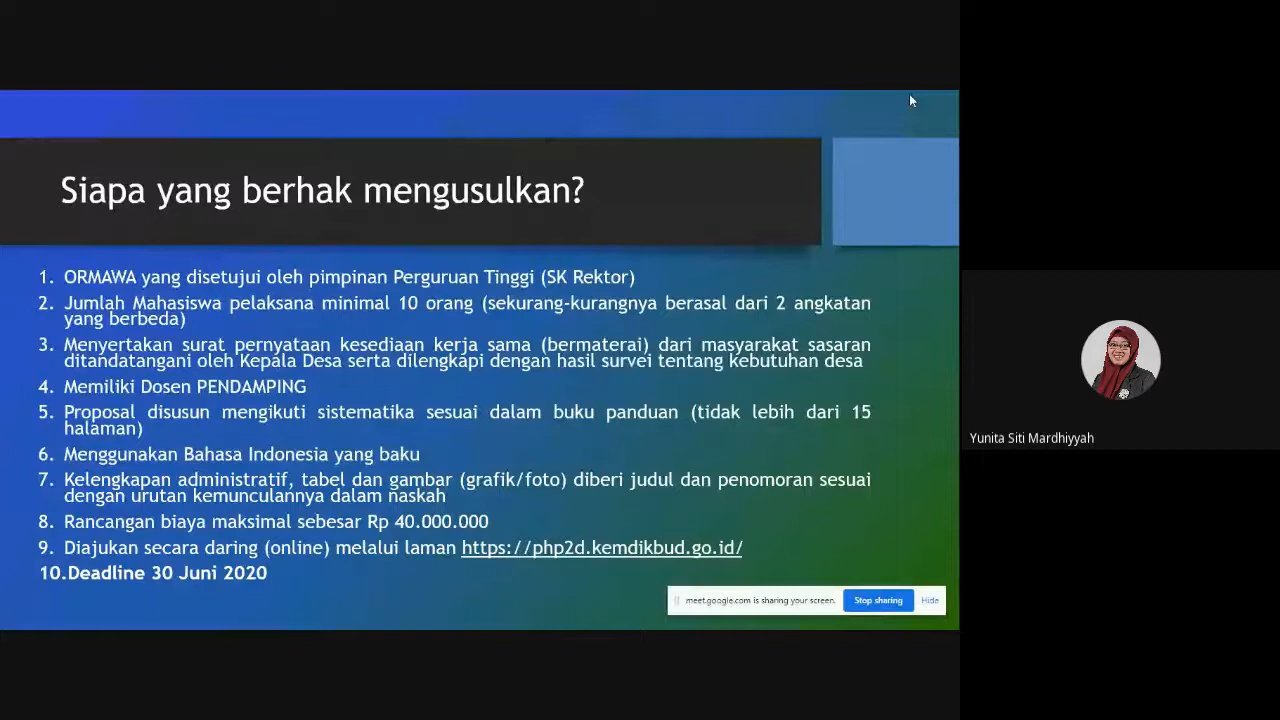 Siapa yang berhak mengusulkan?
1. ORMAWA yang disetujui oleh pimpinan Perguruan Tinggi (SK Rektor)
2. Jumlah Mahasiswa pelaksana minimal 10 orang (sekurang-kurangnya berasal dari 2 angkatan
yang berbeda)
3. Menyertakan surat pernyataan kesediaan kerja sama (bermaterai) dari masyarakat sasaran
ditandatangani oleh Kepala Desa serta dilengkapi dengan hasil survei tentang kebutuhan desa
4. Memiliki Dosen PENDAMPING
5. Proposal disusun mengikuti sistematika sesuai dalam buku panduan (tidak lebih dari 15
halaman)
6. Menggunakan Bahasa Indonesia yang baku
7. Kelengkapan administratif, tabel dan gambar (grafik/foto) diberi judul dan penomoran sesuai
dengan urutan kemunculannya dalam naskah
8. Rancangan biaya maksimal sebesar Rp 40.000.000
9. Diajukan secara daring (online) melalui laman https://php2d.kemdikbud.go.id/
10.Deadline 30 Juni 2020
meet.google.com is sharing your screen. Stop sharing Hide
Yunita Siti Mardhiyyah